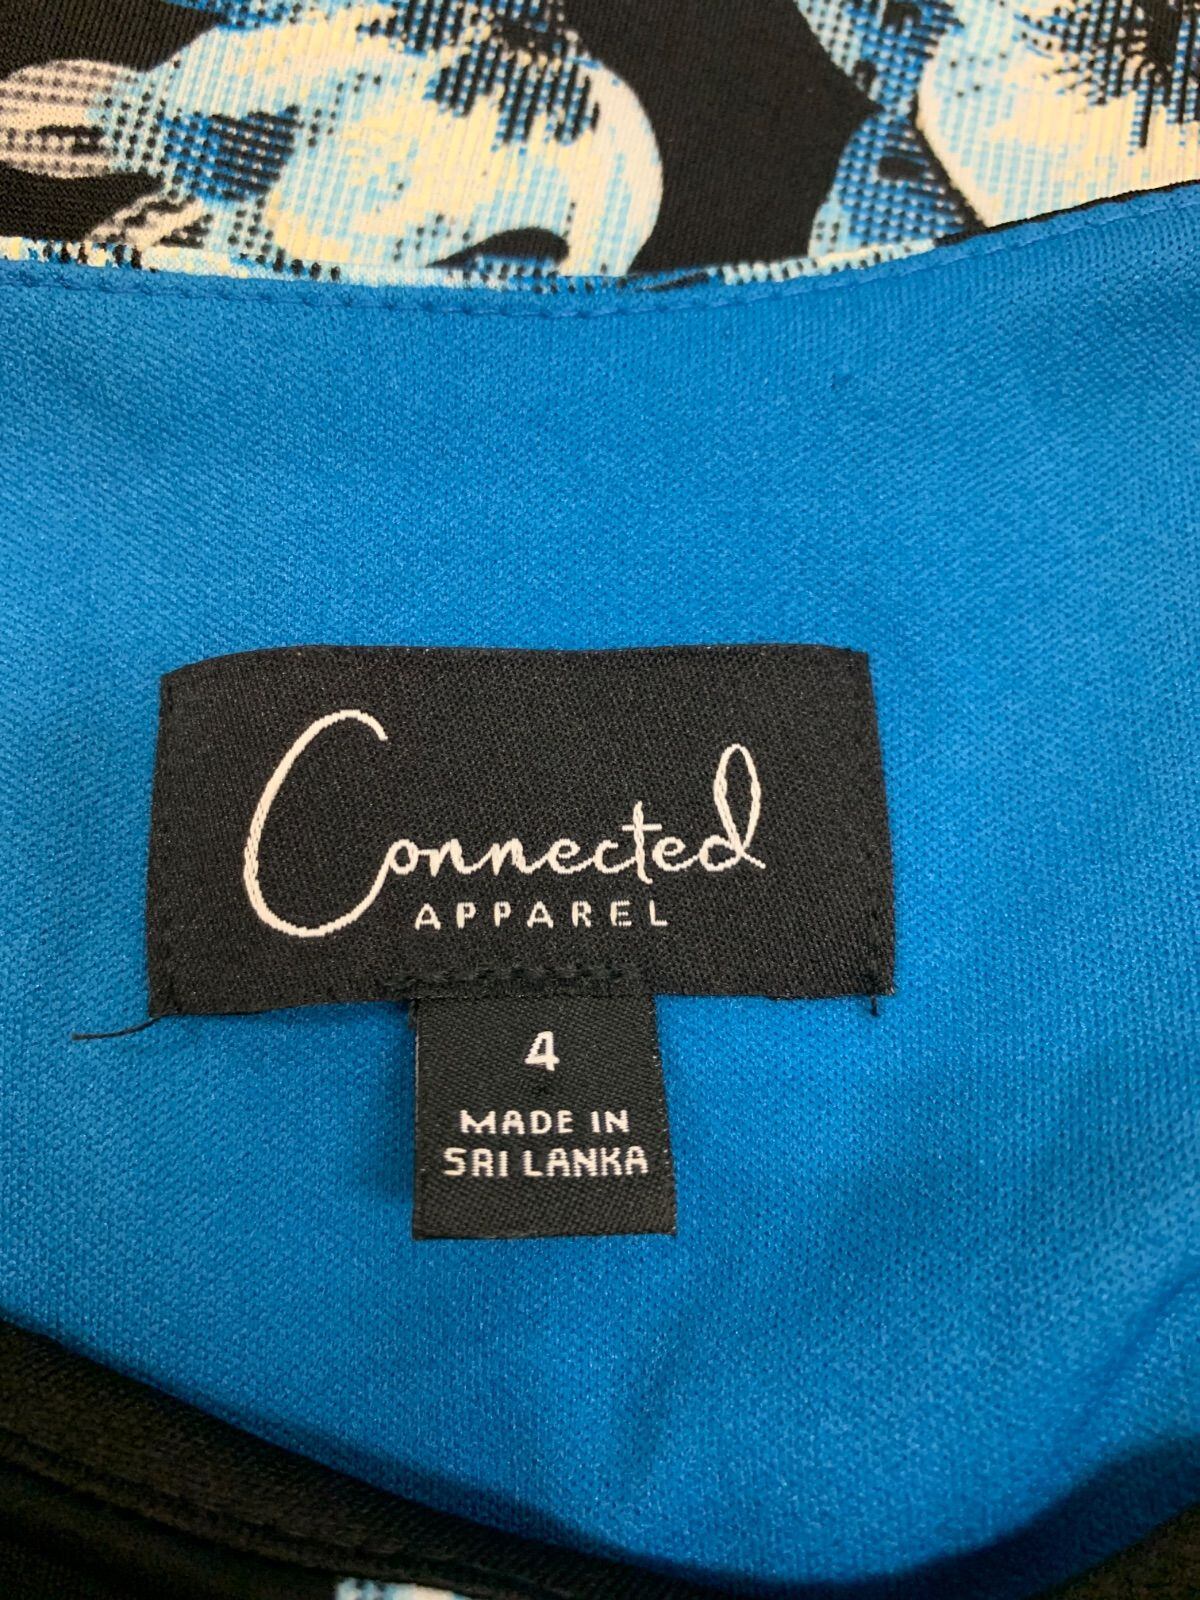 Connected
APPAREL
4
MADE IN
SRI LANKA